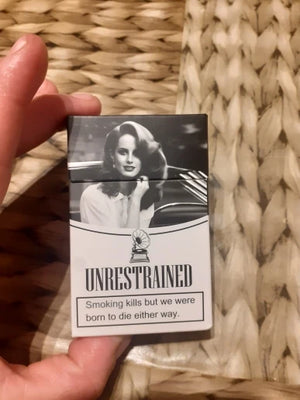 UNRESTRAINED
Smoking kills but we were
born to die either way.